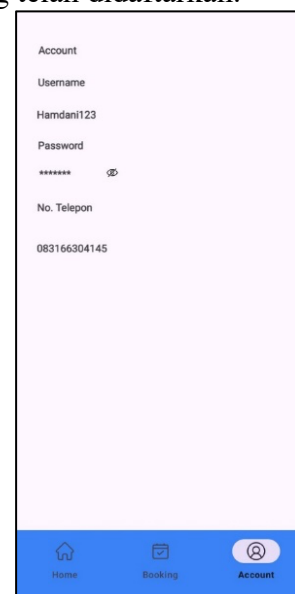 telah didaftarkan.
Account
Username
Hamdani123
Password
*******
No. Telepon
083166304145
Home Booking Account